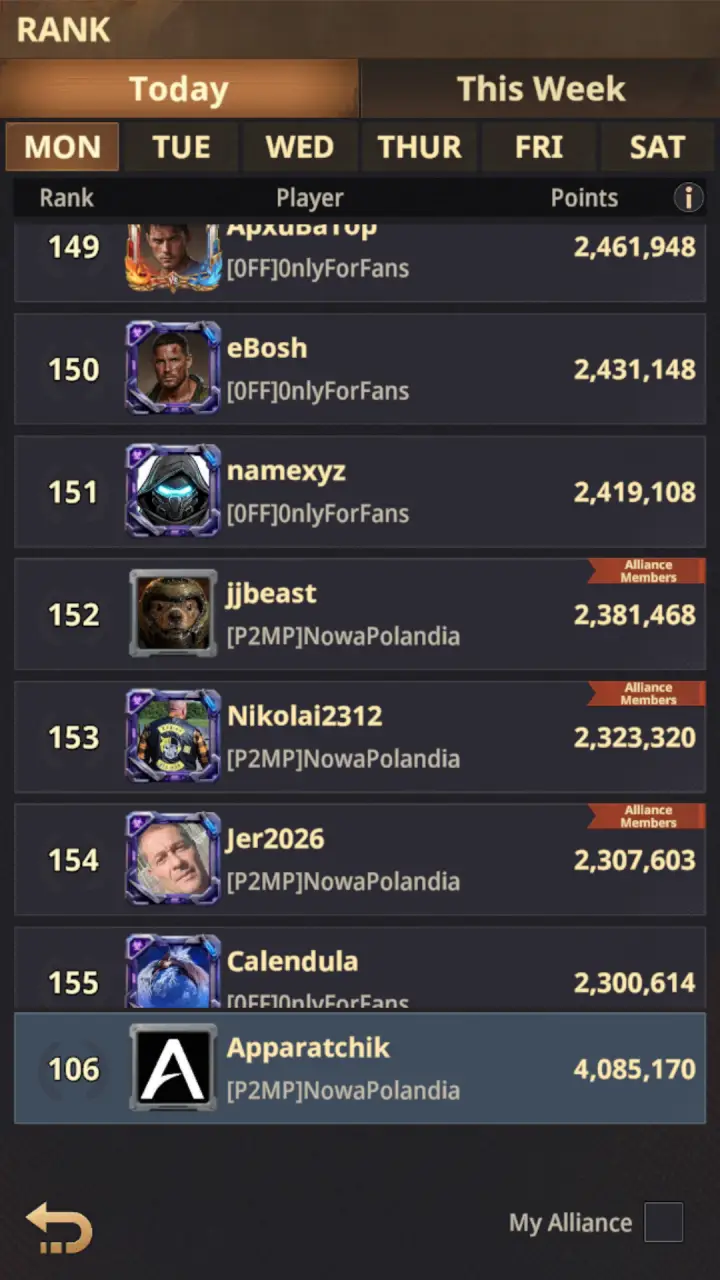 RANK
Today
This Week
MON TUE WED THUR FRI SAT
Rank Player Points i
149 АрхиваТор 2,461,948
[0FF]0nlyForFans
150 eBosh 2,431,148
[0FF]0nlyForFans
151 namexyz 2,419,108
[0FF]0nlyForFans
Alliance Members
152 jjbeast 2,381,468
[P2MP]NowaPolandia
Alliance Members
153 Nikolai2312 2,323,320
[P2MP]NowaPolandia
Alliance Members
154 Jer2026 2,307,603
[P2MP]NowaPolandia
155 Calendula 2,300,614
[0FF]0nlyForFans
106 Apparatchik 4,085,170
[P2MP]NowaPolandia
My Alliance